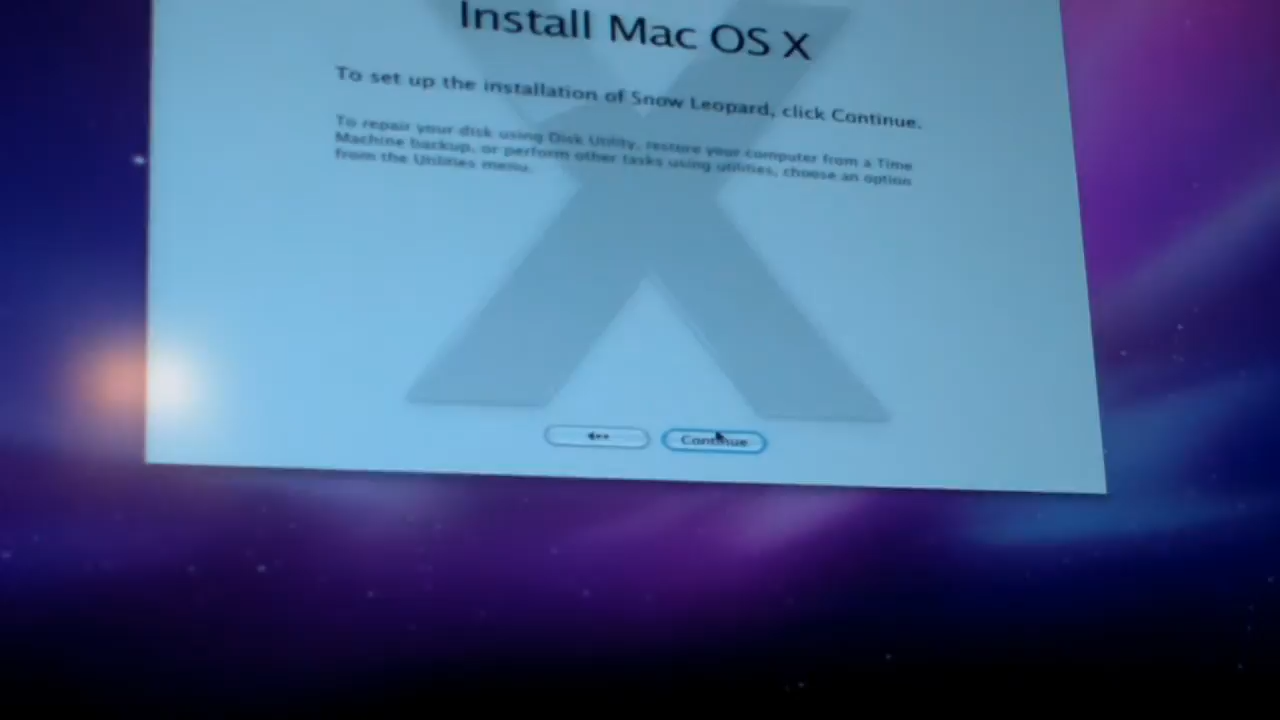 Install Mac OS X
To set up the installation of Snow Leopard, click Continue.
To repair your disk using Disk Utility, restore your computer from a Time
Machine backup, or perform other tasks using utilities, choose an option
from the Utilities menu.
Continue